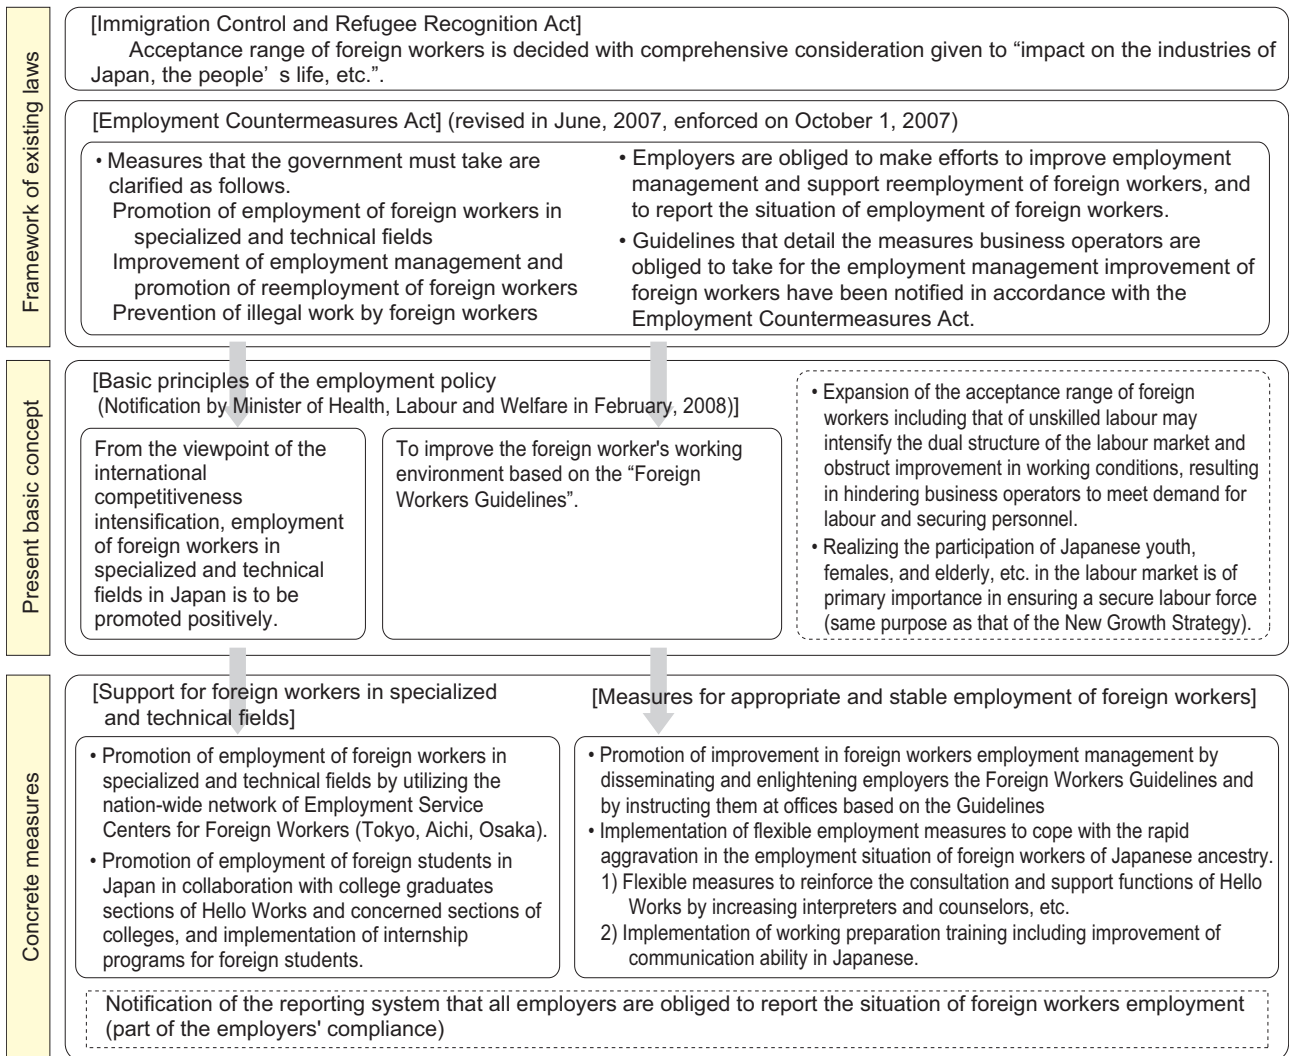 Framework of existing laws
[Immigration Control and Refugee Recognition Act]
Acceptance range of foreign workers is decided with comprehensive consideration given to “impact on the industries of
Japan, the people’ s life, etc.”.
[Employment Countermeasures Act] (revised in June, 2007, enforced on October 1, 2007)
• Measures that the government must take are
clarified as follows.
Promotion of employment of foreign workers in
specialized and technical fields
Improvement of employment management and
promotion of reemployment of foreign workers
Prevention of illegal work by foreign workers
• Employers are obliged to make efforts to improve employment
management and support reemployment of foreign workers, and
to report the situation of employment of foreign workers.
• Guidelines that detail the measures business operators are
obliged to take for the employment management improvement of
foreign workers have been notified in accordance with the
Employment Countermeasures Act.
Present basic concept
[Basic principles of the employment policy
(Notification by Minister of Health, Labour and Welfare in February, 2008)]
From the viewpoint of the
international
competitiveness
intensification, employment
of foreign workers in
specialized and technical
fields in Japan is to be
promoted positively.
To improve the foreign worker's working
environment based on the “Foreign
Workers Guidelines”.
• Expansion of the acceptance range of foreign
workers including that of unskilled labour may
intensify the dual structure of the labour market and
obstruct improvement in working conditions, resulting
in hindering business operators to meet demand for
labour and securing personnel.
• Realizing the participation of Japanese youth,
females, and elderly, etc. in the labour market is of
primary importance in ensuring a secure labour force
(same purpose as that of the New Growth Strategy).
Concrete measures
[Support for foreign workers in specialized
and technical fields]
• Promotion of employment of foreign workers in
specialized and technical fields by utilizing the
nation-wide network of Employment Service
Centers for Foreign Workers (Tokyo, Aichi, Osaka).
• Promotion of employment of foreign students in
Japan in collaboration with college graduates
sections of Hello Works and concerned sections of
colleges, and implementation of internship
programs for foreign students.
[Measures for appropriate and stable employment of foreign workers]
• Promotion of improvement in foreign workers employment management by
disseminating and enlightening employers the Foreign Workers Guidelines and
by instructing them at offices based on the Guidelines
• Implementation of flexible employment measures to cope with the rapid
aggravation in the employment situation of foreign workers of Japanese ancestry.
1) Flexible measures to reinforce the consultation and support functions of Hello
Works by increasing interpreters and counselors, etc.
2) Implementation of working preparation training including improvement of
communication ability in Japanese.
Notification of the reporting system that all employers are obliged to report the situation of foreign workers employment
(part of the employers' compliance)